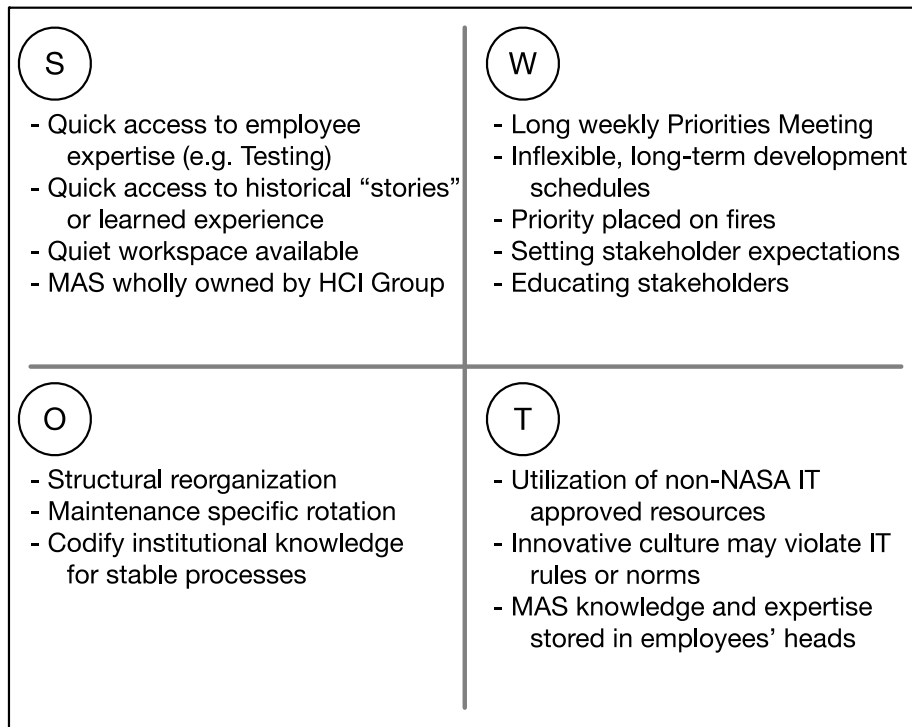 S
- Quick access to employee
expertise (e.g. Testing)
- Quick access to historical “stories”
or learned experience
- Quiet workspace available
- MAS wholly owned by HCI Group
W
- Long weekly Priorities Meeting
- Inflexible, long-term development
schedules
- Priority placed on fires
- Setting stakeholder expectations
- Educating stakeholders
O
- Structural reorganization
- Maintenance specific rotation
- Codify institutional knowledge
for stable processes
T
- Utilization of non-NASA IT
approved resources
- Innovative culture may violate IT
rules or norms
- MAS knowledge and expertise
stored in employees’ heads